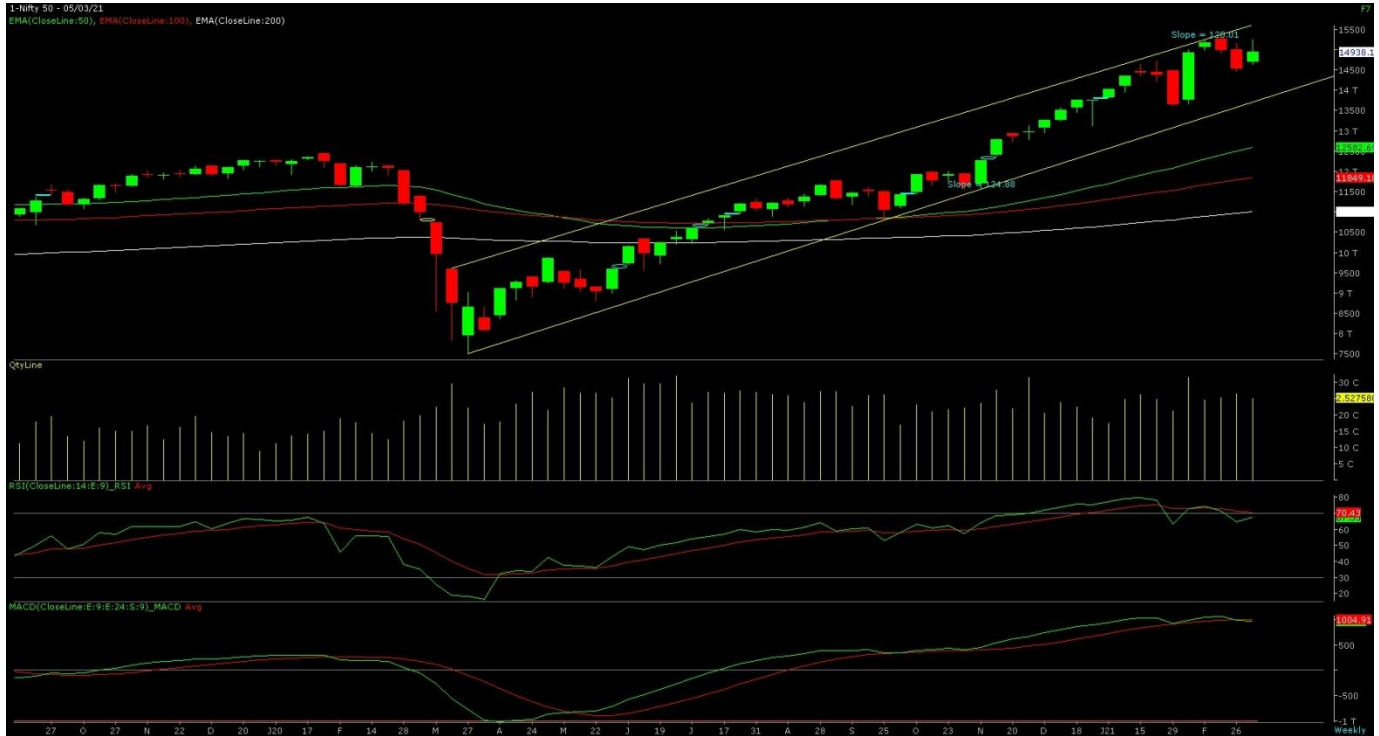 1-Nifty 50 - 05/03/21
F7
EMA(CloseLine:50), EMA(CloseLine:100), EMA(CloseLine:200)
Slope = 120.01
Slope = 124.88
15500
14938.1
14500
14 T
13500
13 T
12582.6
12 T
11849.16
11500
10500
10 T
9500
9 T
8500
8 T
7500
QtyLine
30 C
2.527580
20 C
15 C
10 C
5 C
RSI(CloseLine:14:E:9)_RSI Avg
80
70.43
60
50
40
30
20
MACD(CloseLine:E:9:E:24:S:9)_MACD Avg
1004.91
500
-500
-1 T
27 O 27 N 22 D 20 J20 17 F 14 28 M 27 A 24 M 22 J 19 J 17 31 A 28 S 25 O 23 N 20 D 18 J21 15 29 F 26 Weekly